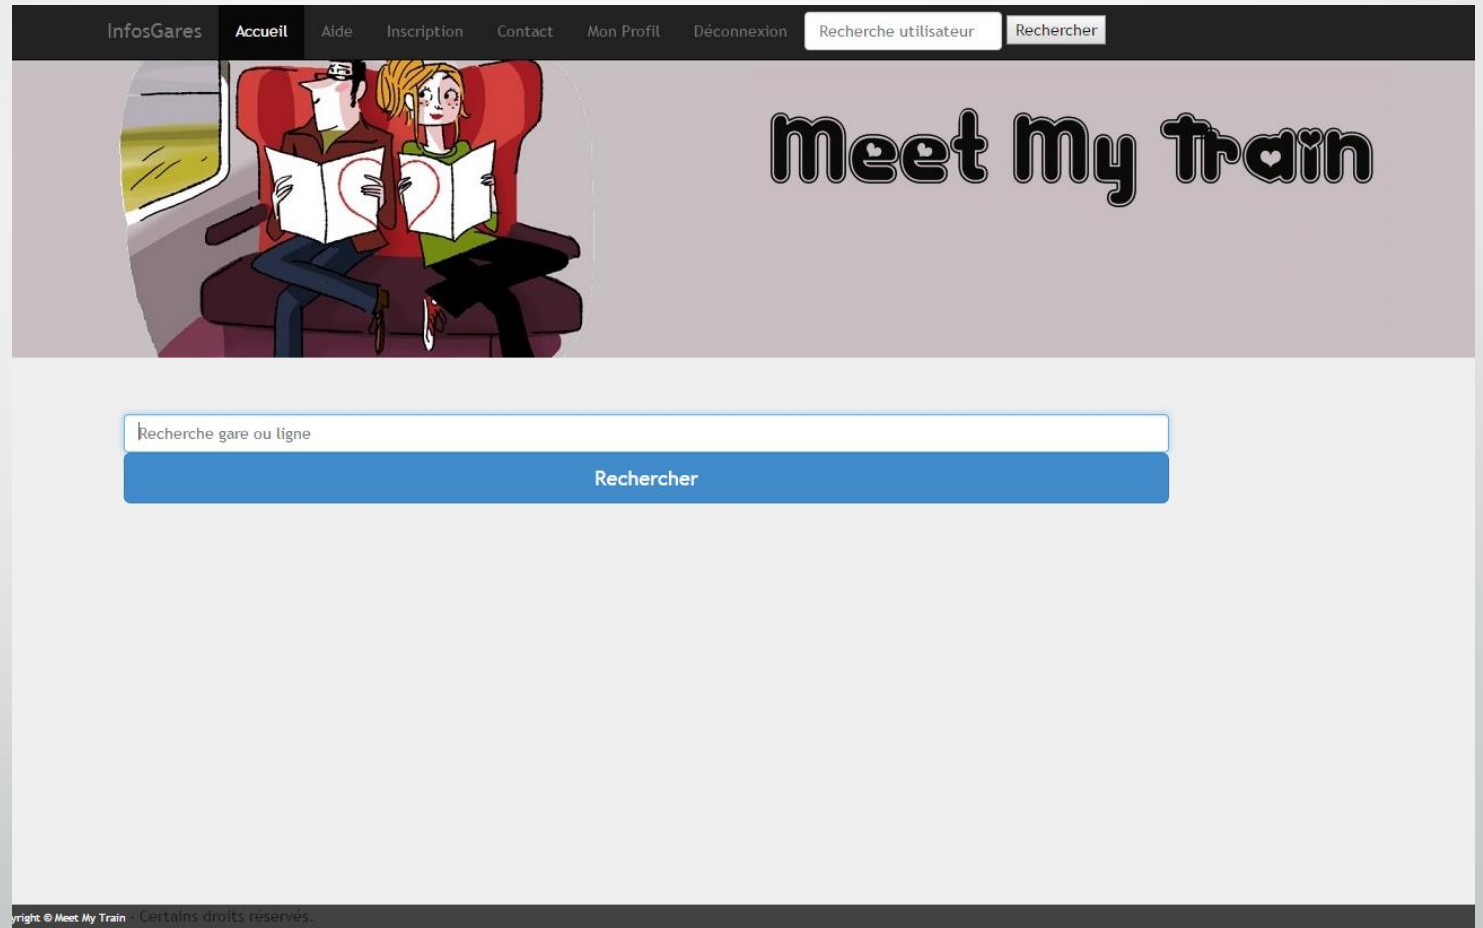 InfosGares Accueil Aide Inscription Contact Mon Profil Déconnexion Recherche utilisateur Rechercher
Meet My Train
Recherche gare ou ligne
Rechercher
yright © Meet My Train - Certains droits réservés.